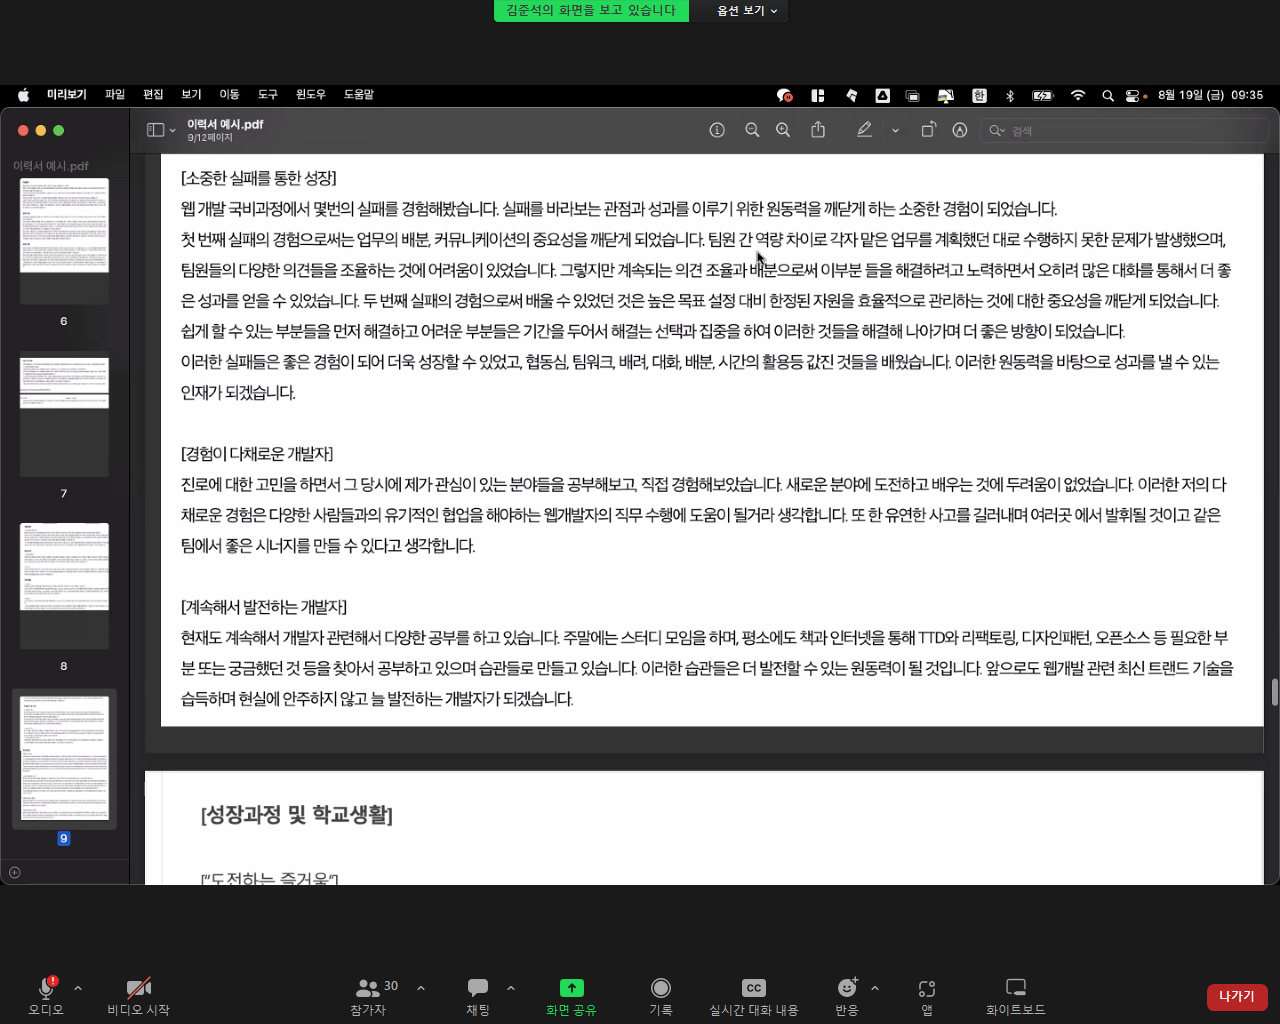 김준석의 화면을 보고 있습니다
옵션 보기
미리보기 파일 편집 보기 이동 도구 윈도우 도움말
한
8월 19일 (금) 09:35
이력서 예시.pdf
9/12페이지
검색
이력서 예시.pdf
6
7
8
9
[소중한 실패를 통한 성장]
웹 개발 국비과정에서 몇번의 실패를 경험해봤습니다. 실패를 바라보는 관점과 성과를 이루기 위한 원동력을 깨닫게 하는 소중한 경험이 되었습니다.
첫 번째 실패의 경험으로써는 업무의 배분, 커뮤니케이션의 중요성을 깨닫게 되었습니다. 팀원 간 역량 차이로 각자 맡은 업무를 계획했던 대로 수행하지 못한 문제가 발생했으며,
팀원들의 다양한 의견들을 조율하는 것에 어려움이 있었습니다. 그렇지만 계속되는 의견 조율과 배분으로써 이부분 들을 해결하려고 노력하면서 오히려 많은 대화를 통해서 더 좋
은 성과를 얻을 수 있었습니다. 두 번째 실패의 경험으로써 배울 수 있었던 것은 높은 목표 설정 대비 한정된 자원을 효율적으로 관리하는 것에 대한 중요성을 깨닫게 되었습니다.
쉽게 할 수 있는 부분들을 먼저 해결하고 어려운 부분들은 기간을 두어서 해결는 선택과 집중을 하여 이러한 것들을 해결해 나아가며 더 좋은 방향이 되었습니다.
이러한 실패들은 좋은 경험이 되어 더욱 성장할 수 있었고, 협동심, 팀워크, 배려, 대화, 배분, 시간의 활용등 값진 것들을 배웠습니다. 이러한 원동력을 바탕으로 성과를 낼 수 있는
인재가 되겠습니다.
[경험이 다채로운 개발자]
진로에 대한 고민을 하면서 그 당시에 제가 관심이 있는 분야들을 공부해보고, 직접 경험해보았습니다. 새로운 분야에 도전하고 배우는 것에 두려움이 없었습니다. 이러한 저의 다
채로운 경험은 다양한 사람들과의 유기적인 협업을 해야하는 웹개발자의 직무 수행에 도움이 될거라 생각합니다. 또 한 유연한 사고를 길러내며 여러곳 에서 발휘될 것이고 같은
팀에서 좋은 시너지를 만들 수 있다고 생각합니다.
[계속해서 발전하는 개발자]
현재도 계속해서 개발자 관련해서 다양한 공부를 하고 있습니다. 주말에는 스터디 모임을 하며, 평소에도 책과 인터넷을 통해 TTD와 리팩토링, 디자인패턴, 오픈소스 등 필요한 부
분 또는 궁금했던 것 등을 찾아서 공부하고 있으며 습관들로 만들고 있습니다. 이러한 습관들은 더 발전할 수 있는 원동력이 될 것입니다. 앞으로도 웹개발 관련 최신 트랜드 기술을
습득하며 현실에 안주하지 않고 늘 발전하는 개발자가 되겠습니다.
[성장과정 및 학교생활]
["도전하는 즐거움"]
오디오 비디오 시작 참가자 30 채팅 화면 공유 기록 CC 실시간 대화 내용 반응 앱 화이트보드 나가기